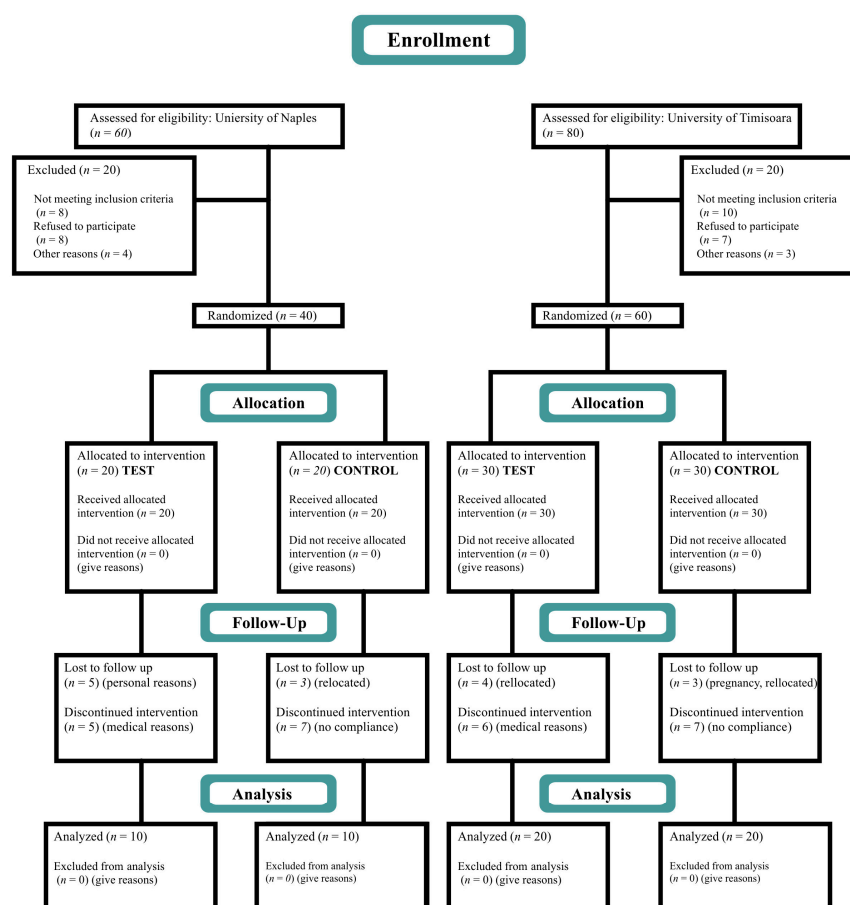 Enrollment
Assessed for eligibility: Uniersity of Naples
(n = 60)
Excluded (n = 20)
Not meeting inclusion criteria
(n = 8)
Refused to participate
(n = 8)
Other reasons (n = 4)
Assessed for eligibility: University of Timisoara
(n = 80)
Excluded (n = 20)
Not meeting inclusion criteria
(n = 10)
Refused to participate
(n = 7)
Other reasons (n = 3)
Randomized (n = 40)
Randomized (n = 60)
Allocation
Allocation
Allocated to intervention
(n = 20) TEST
Received allocated
intervention (n = 20)
Did not receive allocated
intervention (n = 0)
(give reasons)
Allocated to intervention
(n = 20) CONTROL
Received allocated
intervention (n = 20)
Did not receive allocated
intervention (n = 0)
(give reasons)
Allocated to intervention
(n = 30) TEST
Received allocated
intervention (n = 30)
Did not receive allocated
intervention (n = 0)
(give reasons)
Allocated to intervention
(n = 30) CONTROL
Received allocated
intervention (n = 30)
Did not receive allocated
intervention (n = 0)
(give reasons)
Follow-Up
Follow-Up
Lost to follow up
(n = 5) (personal reasons)
Discontinued intervention
(n = 5) (medical reasons)
Lost to follow up
(n = 3) (relocated)
Discontinued intervention
(n = 7) (no compliance)
Lost to follow up
(n = 4) (rellocated)
Discontinued intervention
(n = 6) (medical reasons)
Lost to follow up
(n = 3) (pregnancy, rellocated)
Discontinued intervention
(n = 7) (no compliance)
Analysis
Analysis
Analyzed (n = 10)
Excluded from analysis
(n = 0) (give reasons)
Analyzed (n = 10)
Excluded from analysis
(n = 0) (give reasons)
Analyzed (n = 20)
Excluded from analysis
(n = 0) (give reasons)
Analyzed (n = 20)
Excluded from analysis
(n = 0) (give reasons)